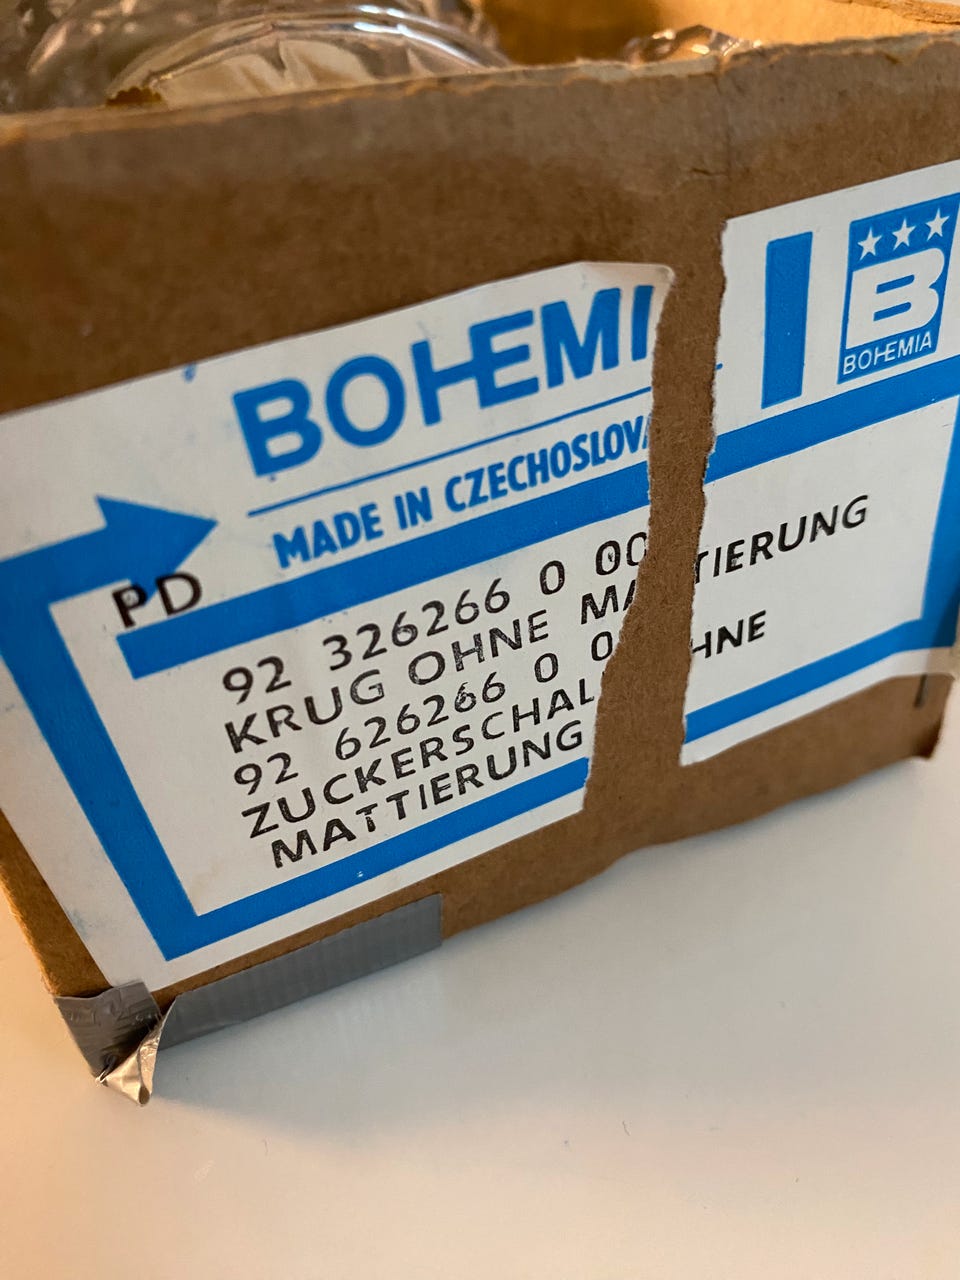 BOHEMI
MADE IN CZECHOSLOV
B
BOHEMIA
PD
92 326266 0 00
KRUG OHNE MA TTIERUNG
92 626266 0 0
ZUCKERSCHAL HNE
MATTIERUNG